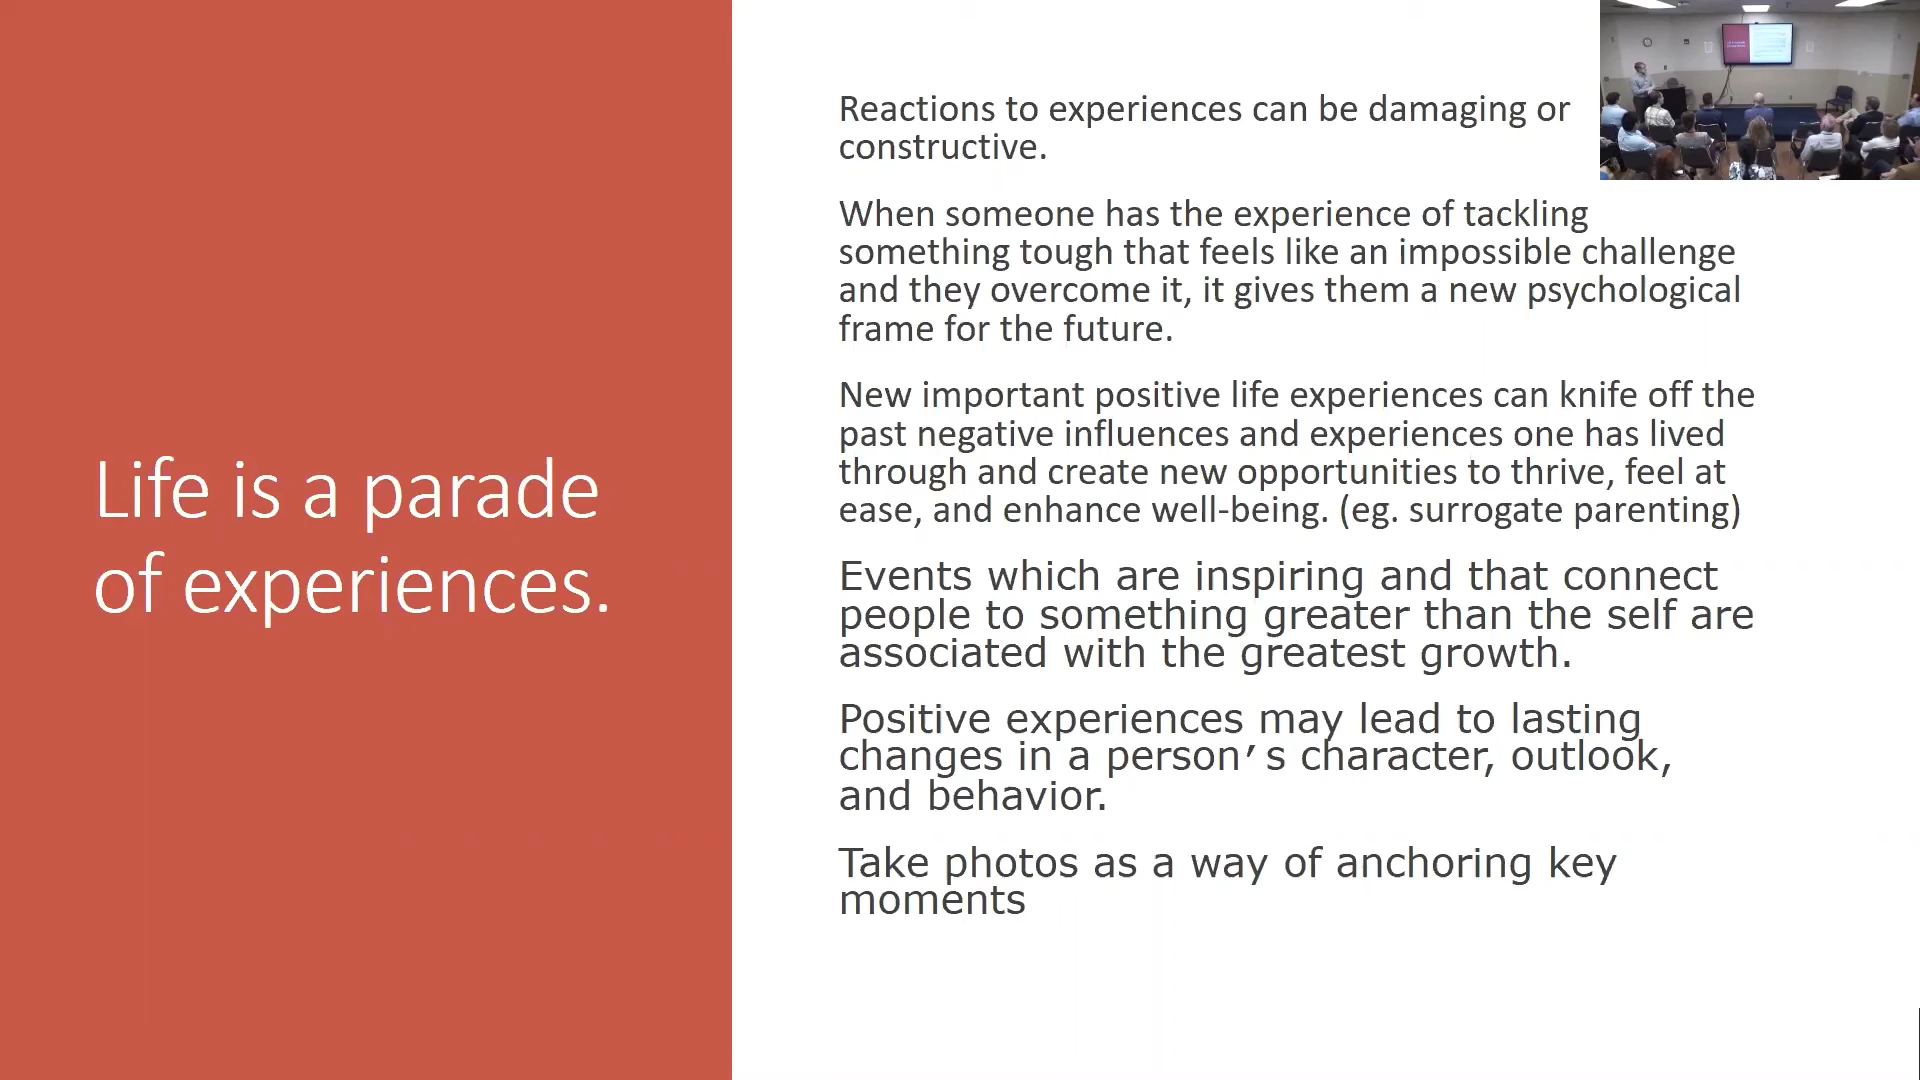 Life is a parade
of experiences.
Reactions to experiences can be damaging or
constructive.
When someone has the experience of tackling
something tough that feels like an impossible challenge
and they overcome it, it gives them a new psychological
frame for the future.
New important positive life experiences can knife off the
past negative influences and experiences one has lived
through and create new opportunities to thrive, feel at
ease, and enhance well-being. (eg. surrogate parenting)
Events which are inspiring and that connect
people to something greater than the self are
associated with the greatest growth.
Positive experiences may lead to lasting
changes in a person’s character, outlook,
and behavior.
Take photos as a way of anchoring key
moments